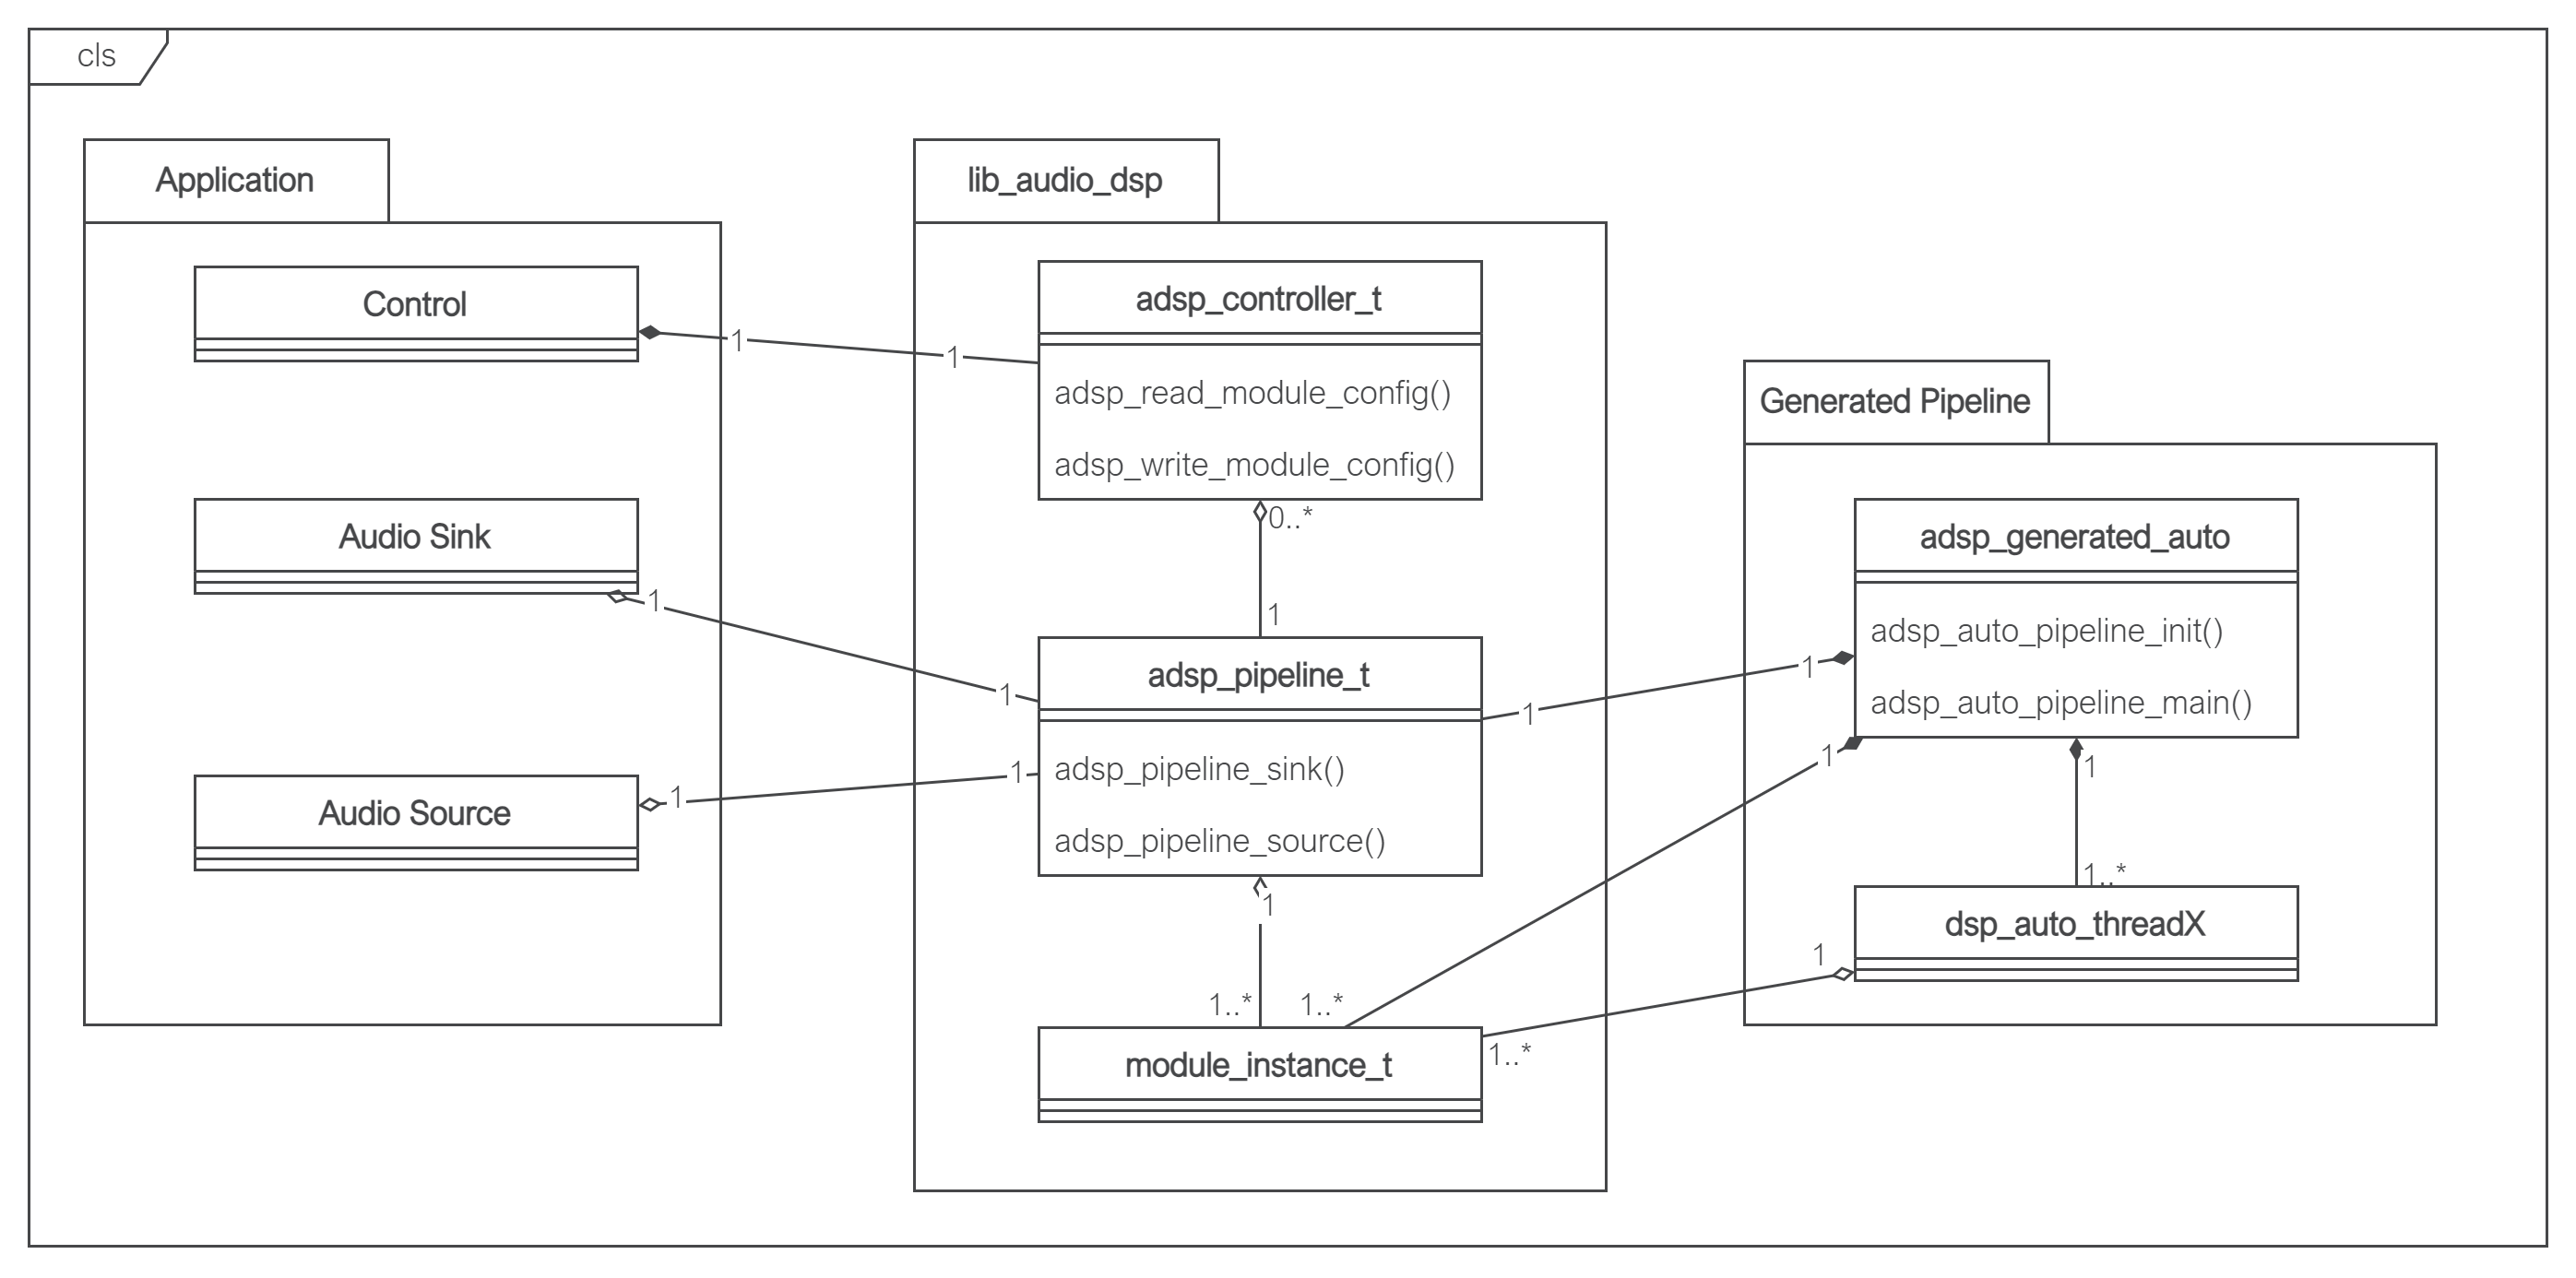 cls
Application
Control
1
Audio Sink
1
Audio Source
1
lib_audio_dsp
adsp_controller_t
1
adsp_read_module_config()
adsp_write_module_config()
0..*
1
adsp_pipeline_t
1
1
adsp_pipeline_sink()
1
adsp_pipeline_source()
1
1..*
1..*
module_instance_t
1..*
Generated Pipeline
adsp_generated_auto
adsp_auto_pipeline_init()
1
adsp_auto_pipeline_main()
1
1
1..*
dsp_auto_threadX
1